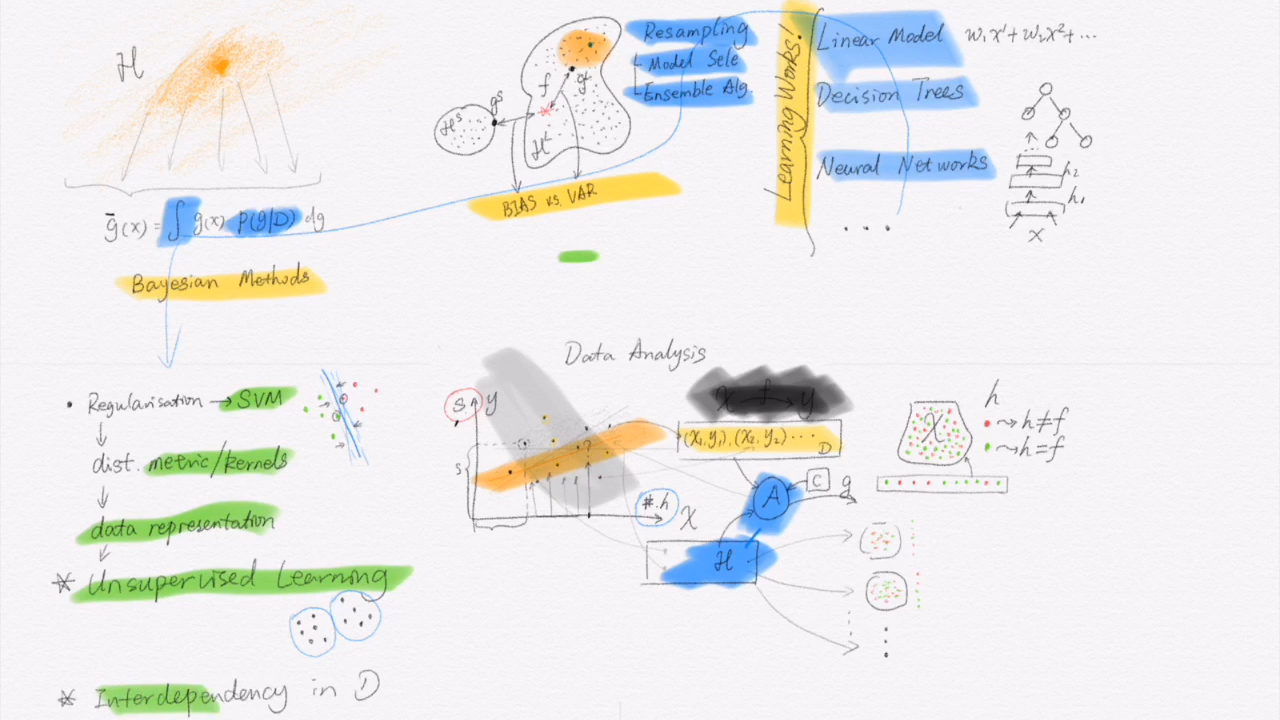 H
ḡ(x) = ∫ g(x) p(g|D) dg
Bayesian Methods
H^S
g^S
f
g^L
H^L
BIAS vs. VAR
Resampling
Model Sele
Ensemble Alg.
Learning Works!
Linear Model w₁x¹+w₂x²+...
Decision Trees
Neural Networks
...
h₂
h₁
X
• Regularisation → SVM
↓
dist. metric/kernels
↓
data representation
* Unsupervised Learning
* Interdependency in D
Data Analysis
y
S
#.h
X
X f y
(x₁,y₁), (x₂,y₂) ····
D
A
C
g
H
X
h
• ⤳ h≠f
• ⤳ h=f